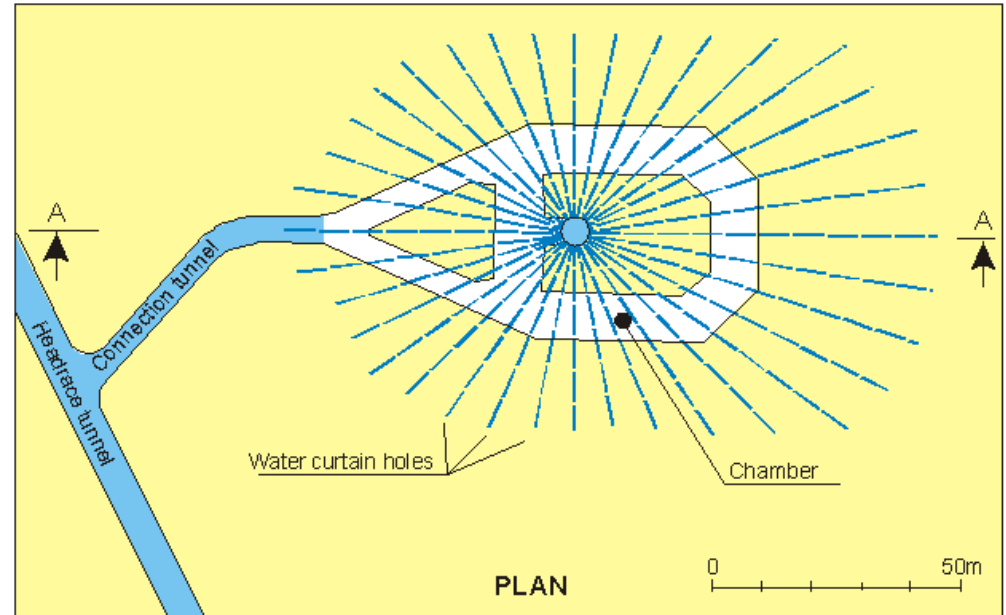 A
A
Connection tunnel
Headrace tunnel
Water curtain holes
Chamber
0 50m
PLAN